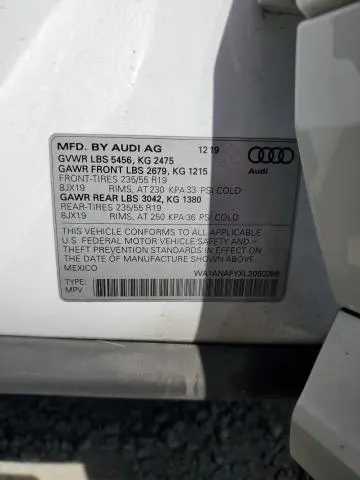 MFD. BY AUDI AG 12 19
GVWR LBS 5456, KG 2475
GAWR FRONT LBS 2679, KG 1215
FRONT-TIRES 235/55 R19
8JX19 RIMS, AT 230 KPA 33 PSI COLD
GAWR REAR LBS 3042, KG 1380
REAR-TIRES 235/55 R19
8JX19 RIMS, AT 250 KPA 36 PSI COLD
Audi
THIS VEHICLE CONFORMS TO ALL APPLICABLE
U.S. FEDERAL MOTOR VEHICLE SAFETY, BUMPER
AND THEFT PREVENTION STANDARDS IN EFFECT
ON THE DATE OF MANUFACTURE SHOWN ABOVE.
MEXICO
TYPE:
MPV